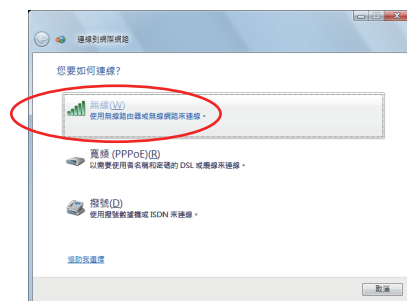 連線到網際網路
您要如何連線?
無線(W)
使用無線路由器或無線網路來連線。
寬頻 (PPPoE)(R)
以需要使用者名稱和密碼的 DSL 或纜線來連線。
撥號(D)
使用撥號數據機或 ISDN 來連線。
協助我選擇
取消